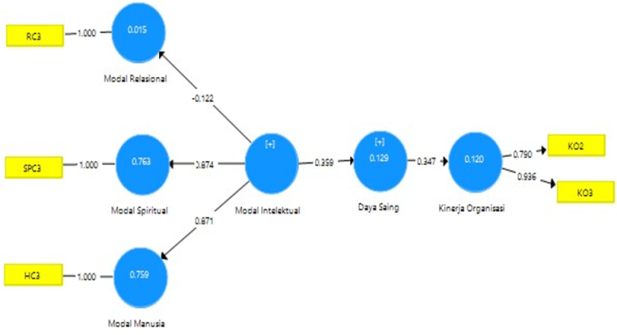 RC3
1.000
0.015
Modal Relasional
-0.122
SPC3
1.000
0.763
Modal Spiritual
0.874
[+]
Modal Intelektual
0.359
[+]
0.129
Daya Saing
0.347
0.120
Kinerja Organisasi
0.790
KO2
0.936
KO3
0.871
HC3
1.000
0.759
Modal Manusia